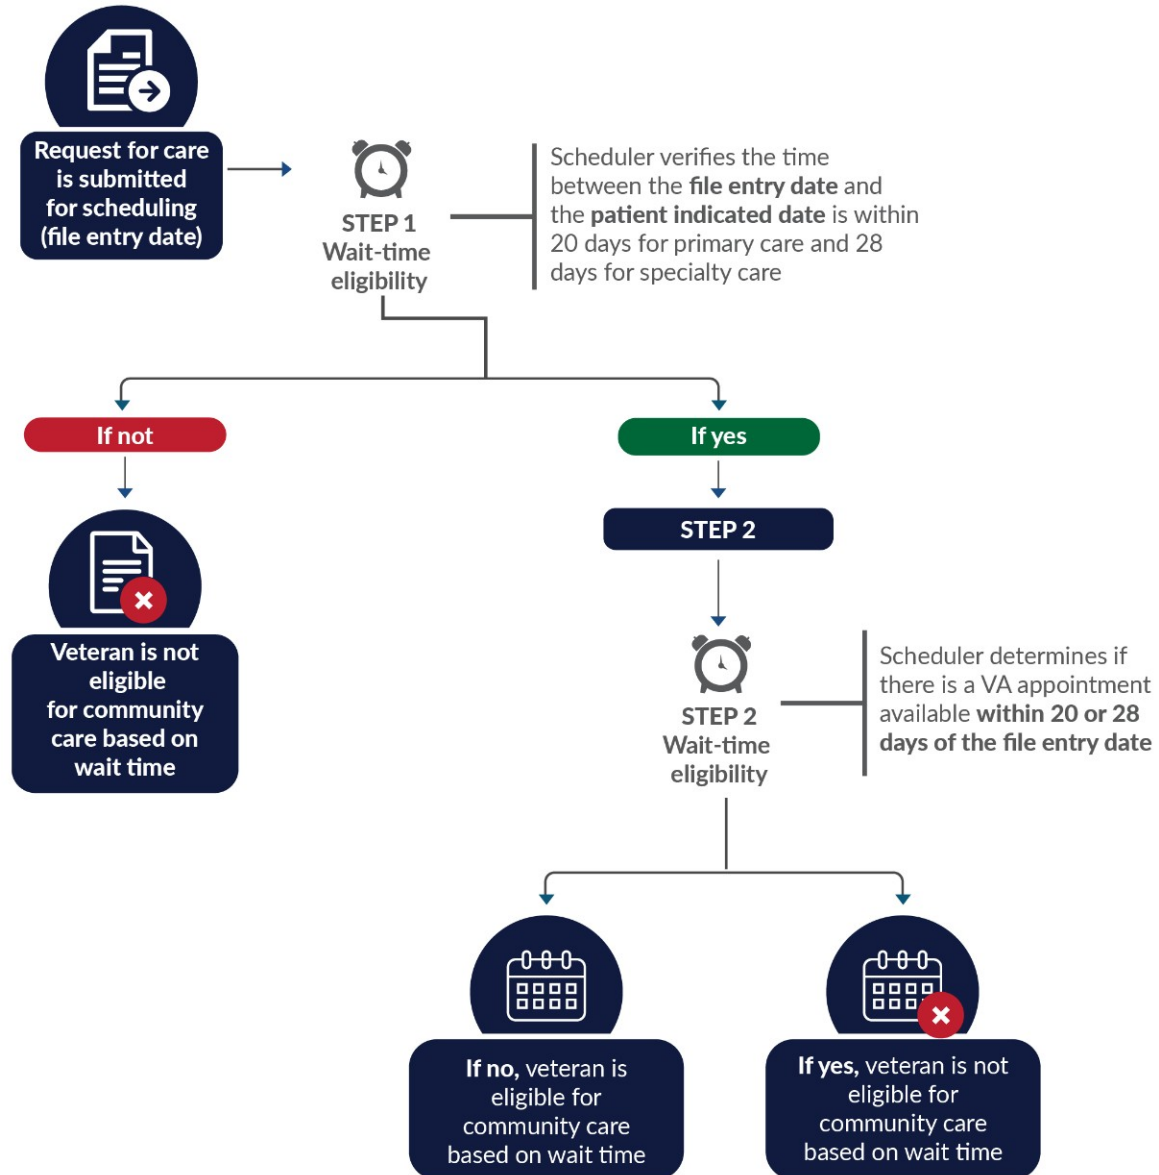 Request for care
is submitted
for scheduling
(file entry date)
STEP 1
Wait-time
eligibility
Scheduler verifies the time
between the file entry date and
the patient indicated date is within
20 days for primary care and 28
days for specialty care
If not
If yes
STEP 2
Veteran is not
eligible
for community
care based on
wait time
STEP 2
Wait-time
eligibility
Scheduler determines if
there is a VA appointment
available within 20 or 28
days of the file entry date
If no, veteran is
eligible for
community care
based on wait time
If yes, veteran is not
eligible for
community care
based on wait time